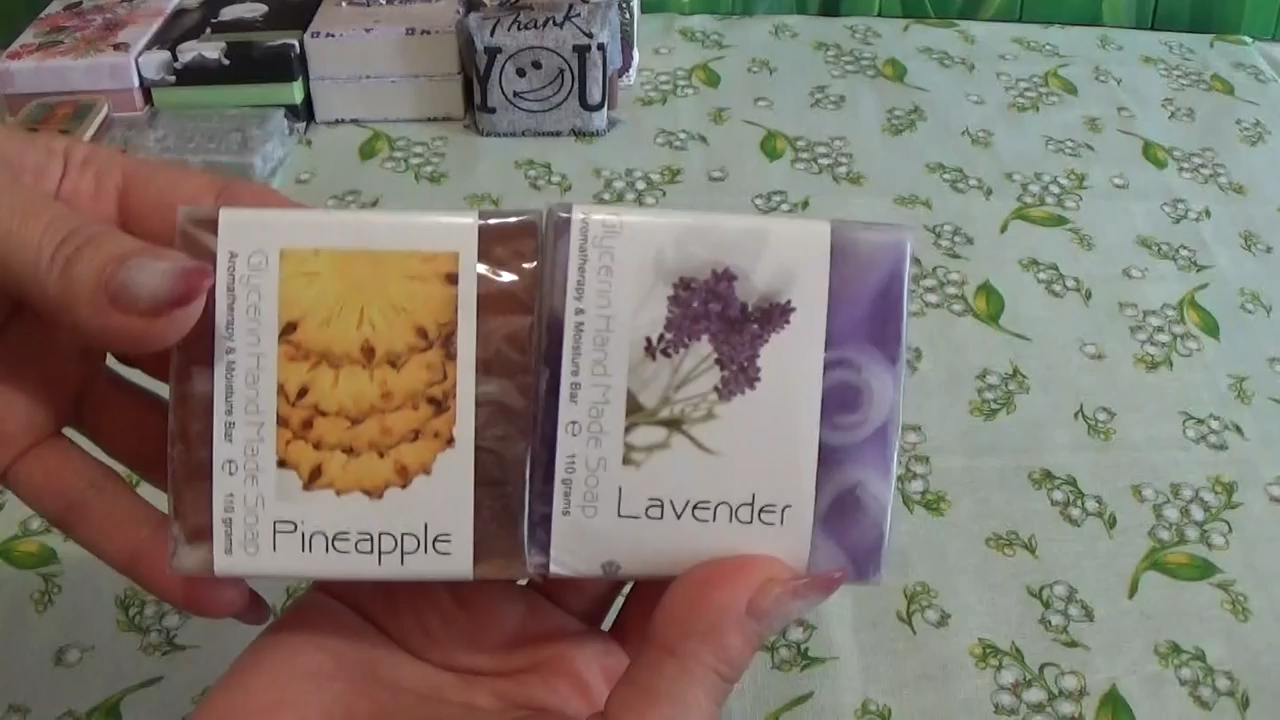 Thank
YOU
Glycerin Hand Made Soap
Aromatherapy & Moisture Bar e 110 grams
Pineapple
Glycerin Hand Made Soap
Aromatherapy & Moisture Bar e 110 grams
Lavender